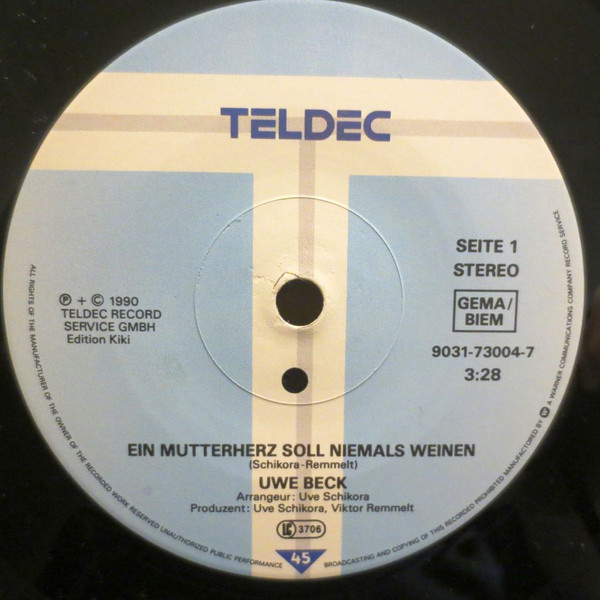 TELDEC
SEITE 1
STEREO
GEMA/
BIEM
9031-73004-7
3:28
Ⓟ + © 1990
TELDEC RECORD
SERVICE GMBH
Edition Kiki
EIN MUTTERHERZ SOLL NIEMALS WEINEN
(Schikora-Remmelt)
UWE BECK
Arrangeur: Uve Schikora
Produzent: Uve Schikora, Viktor Remmelt
LC 3706
45
ALL RIGHTS OF THE MANUFACTURER OF THE OWNER OF THE RECORDED WORK RESERVED UNAUTHORIZED PUBLIC PERFORMANCE BROADCASTING AND COPYING OF THIS RECORD PROHIBITED MANUFACTURED BY A WARNER COMMUNICATIONS COMPANY RECORD SERVICE